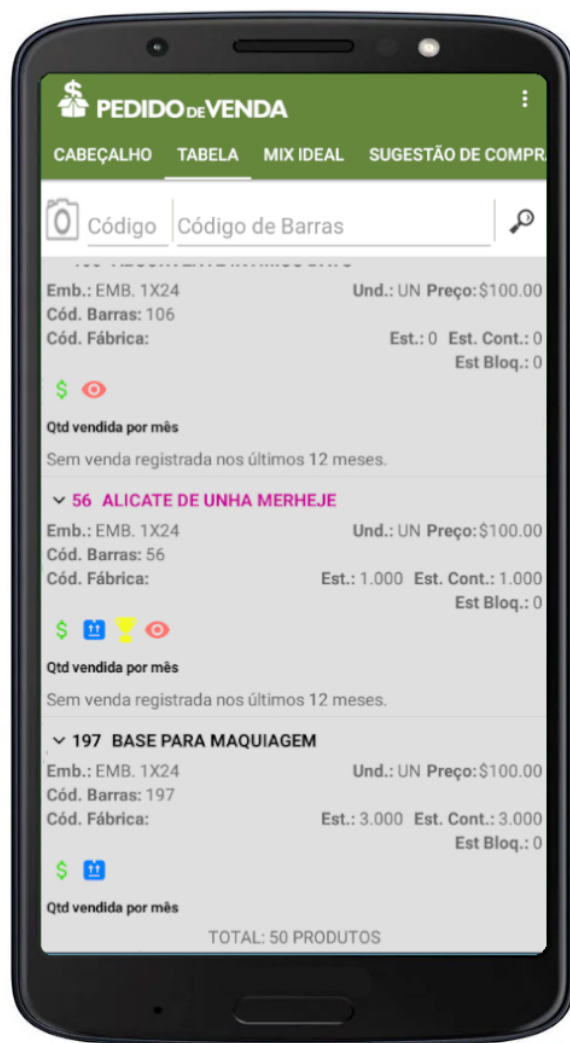 PEDIDO DE VENDA
CABEÇALHO TABELA MIX IDEAL SUGESTÃO DE COMPR
Código Código de Barras
Emb.: EMB. 1X24 Und.: UN Preço:$100.00
Cód. Barras: 106
Cód. Fábrica: Est.: 0 Est. Cont.: 0
Est Bloq.: 0
Qtd vendida por mês
Sem venda registrada nos últimos 12 meses.
56 ALICATE DE UNHA MERHEJE
Emb.: EMB. 1X24 Und.: UN Preço:$100.00
Cód. Barras: 56
Cód. Fábrica: Est.: 1.000 Est. Cont.: 1.000
Est Bloq.: 0
Qtd vendida por mês
Sem venda registrada nos últimos 12 meses.
197 BASE PARA MAQUIAGEM
Emb.: EMB. 1X24 Und.: UN Preço:$100.00
Cód. Barras: 197
Cód. Fábrica: Est.: 3.000 Est. Cont.: 3.000
Est Bloq.: 0
Qtd vendida por mês
TOTAL: 50 PRODUTOS